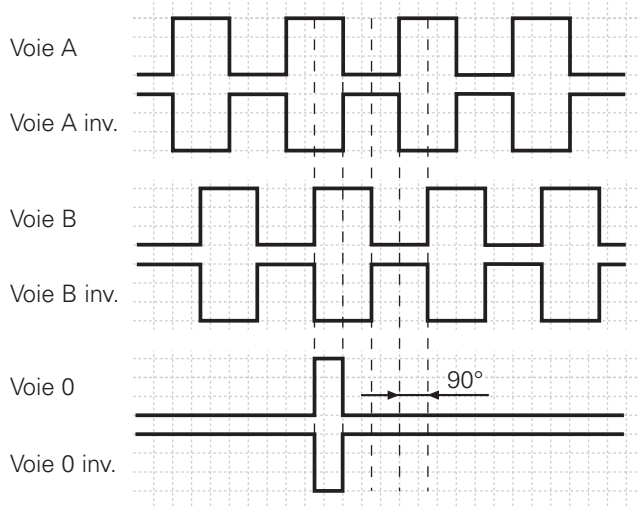 Voie A
Voie A inv.
Voie B
Voie B inv.
Voie 0
90°
Voie 0 inv.